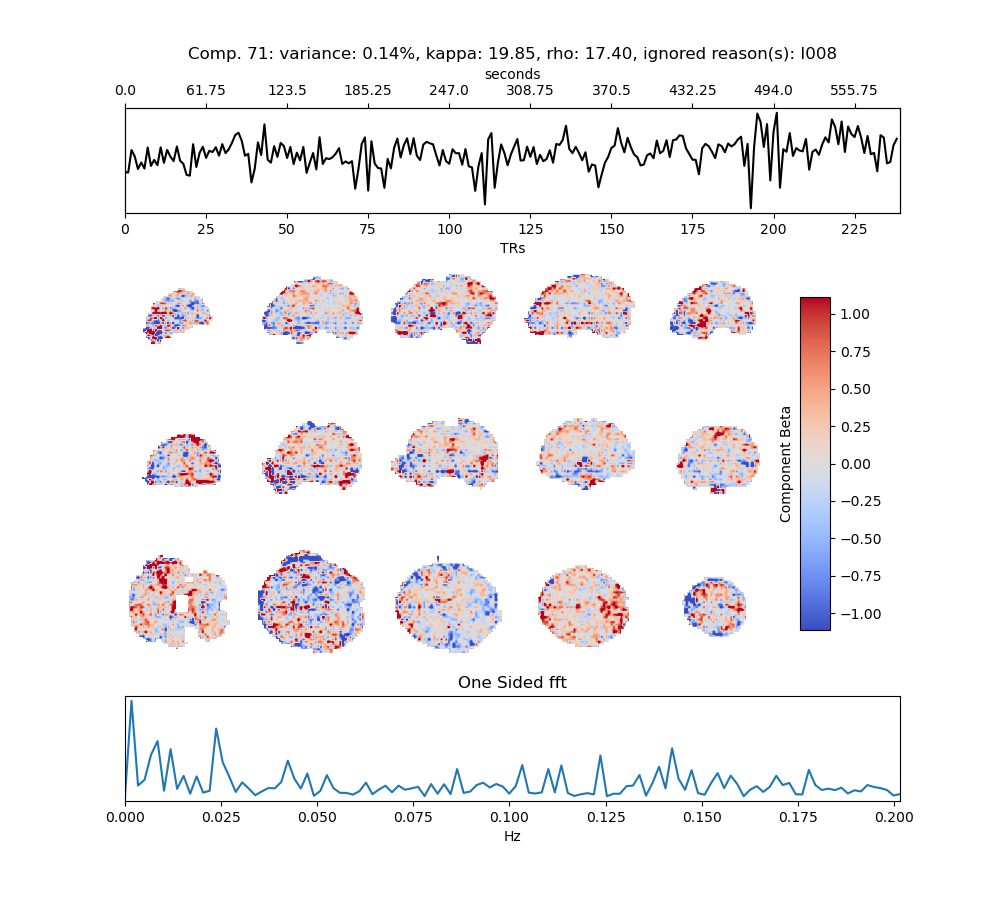 Comp. 71: variance: 0.14%, kappa: 19.85, rho: 17.40, ignored reason(s): I008
seconds
0.0 61.75 123.5 185.25 247.0 308.75 370.5 432.25 494.0 555.75
0 25 50 75 100 125 150 175 200 225
TRs
1.00
0.75
0.50
0.25
0.00
−0.25
−0.50
−0.75
−1.00
Component Beta
One Sided fft
0.000 0.025 0.050 0.075 0.100 0.125 0.150 0.175 0.200
Hz